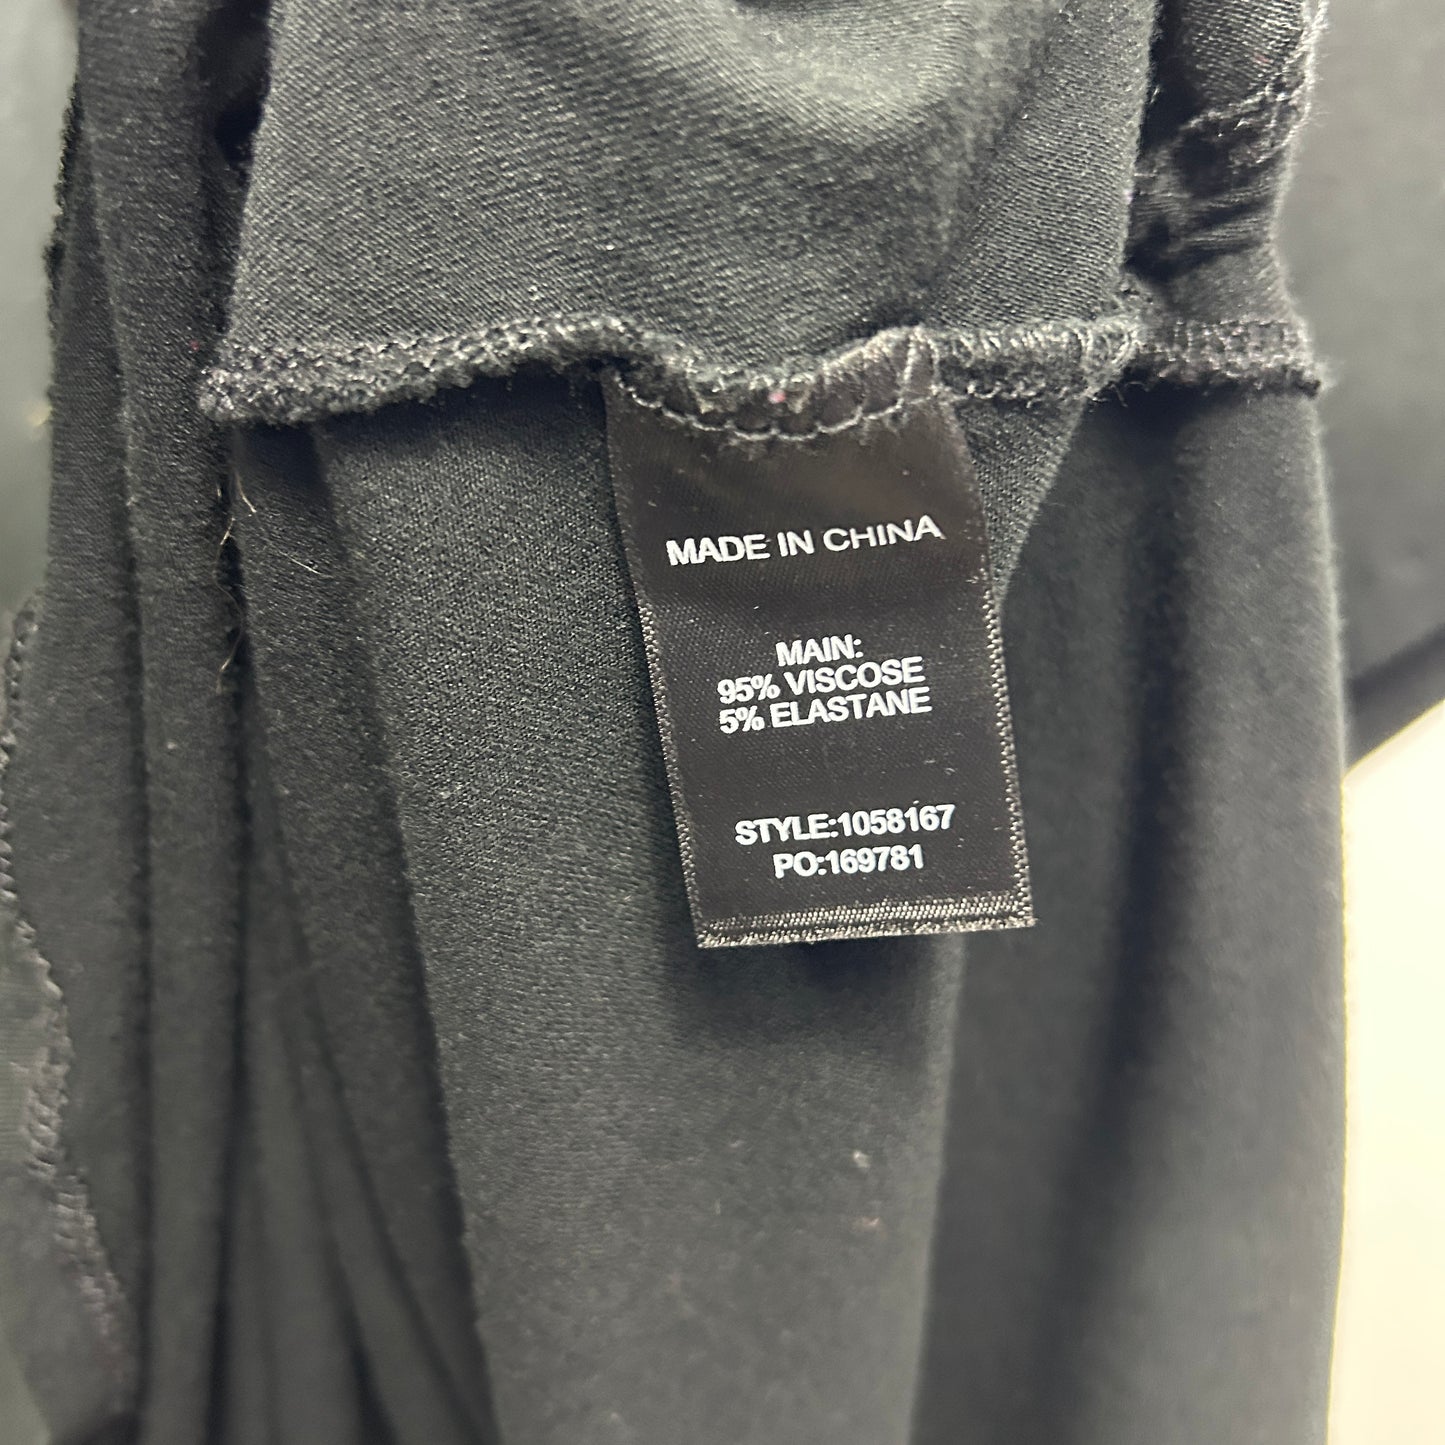 MADE IN CHINA
MAIN:
95% VISCOSE
5% ELASTANE
STYLE:1058167
PO:169781